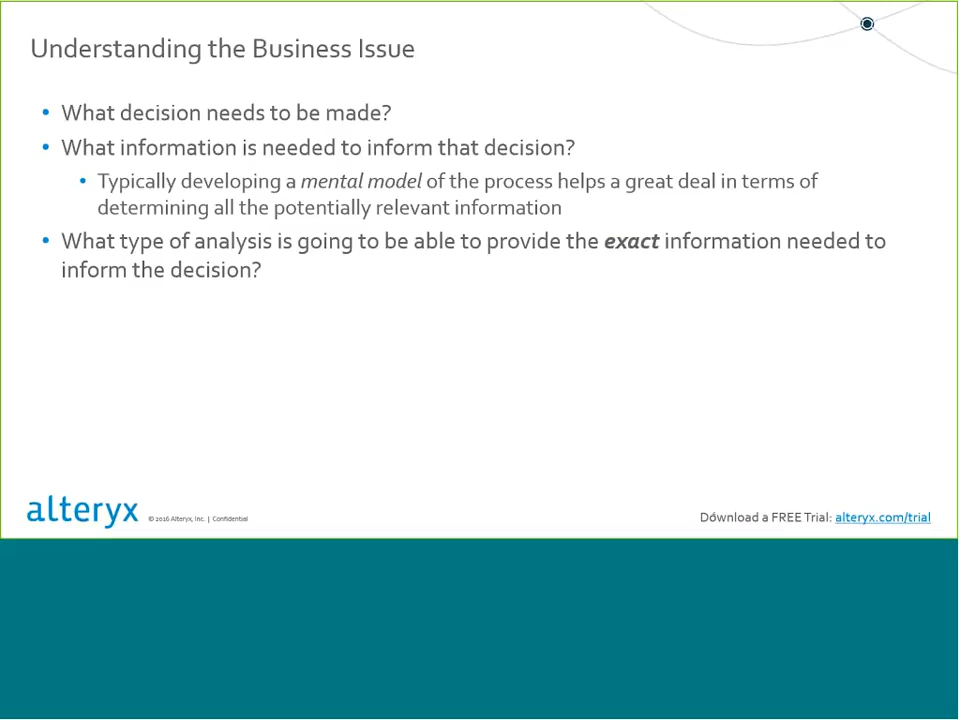 Understanding the Business Issue
• What decision needs to be made?
• What information is needed to inform that decision?
• Typically developing a mental model of the process helps a great deal in terms of
determining all the potentially relevant information
• What type of analysis is going to be able to provide the exact information needed to
inform the decision?
alteryx © 2016 Alteryx, Inc. | Confidential
Download a FREE Trial: alteryx.com/trial